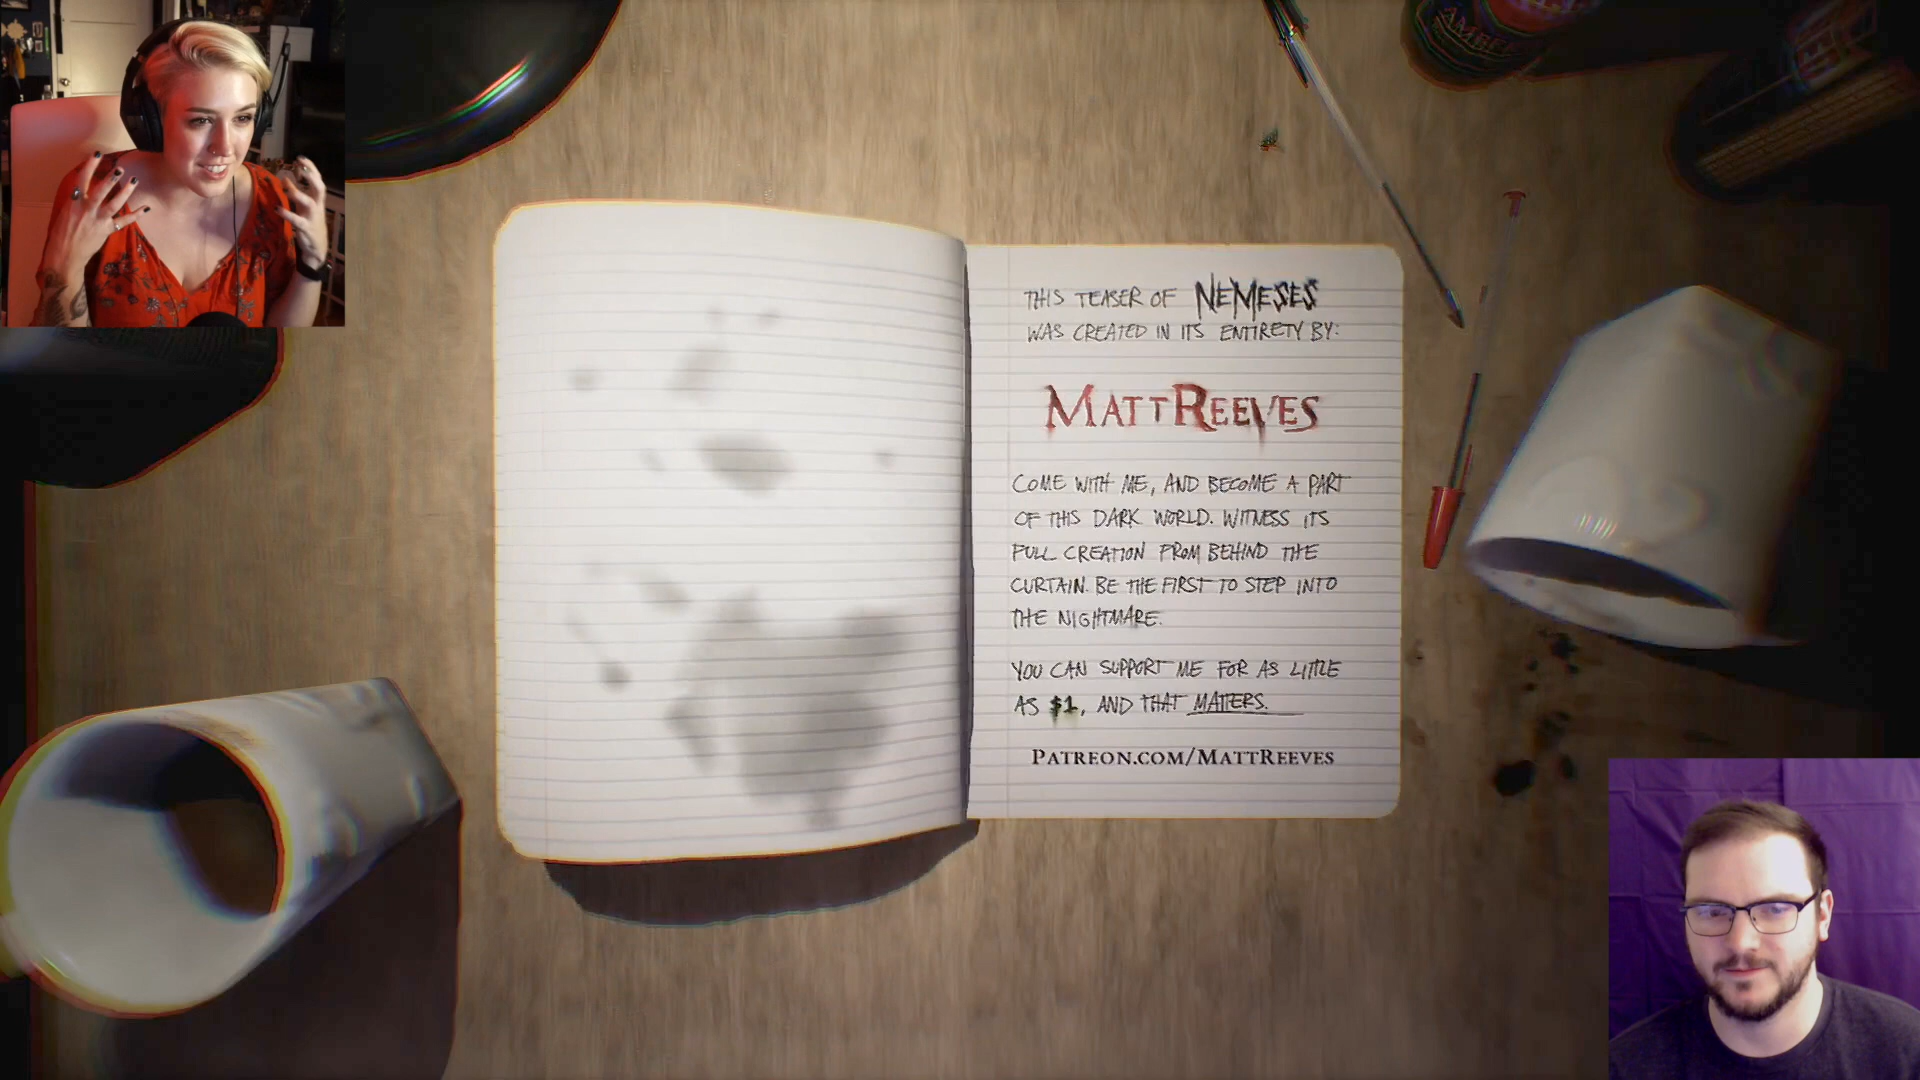 THIS TEASER OF NEMESES
WAS CREATED IN ITS ENTIRETY BY:
MATTREEVES
COME WITH ME, AND BECOME A PART
OF THIS DARK WORLD. WITNESS ITS
FULL CREATION FROM BEHIND THE
CURTAIN. BE THE FIRST TO STEP INTO
THE NIGHTMARE.
YOU CAN SUPPORT ME FOR AS LITTLE
AS $1, AND THAT MATTERS.
PATREON.COM/MATTREEVES